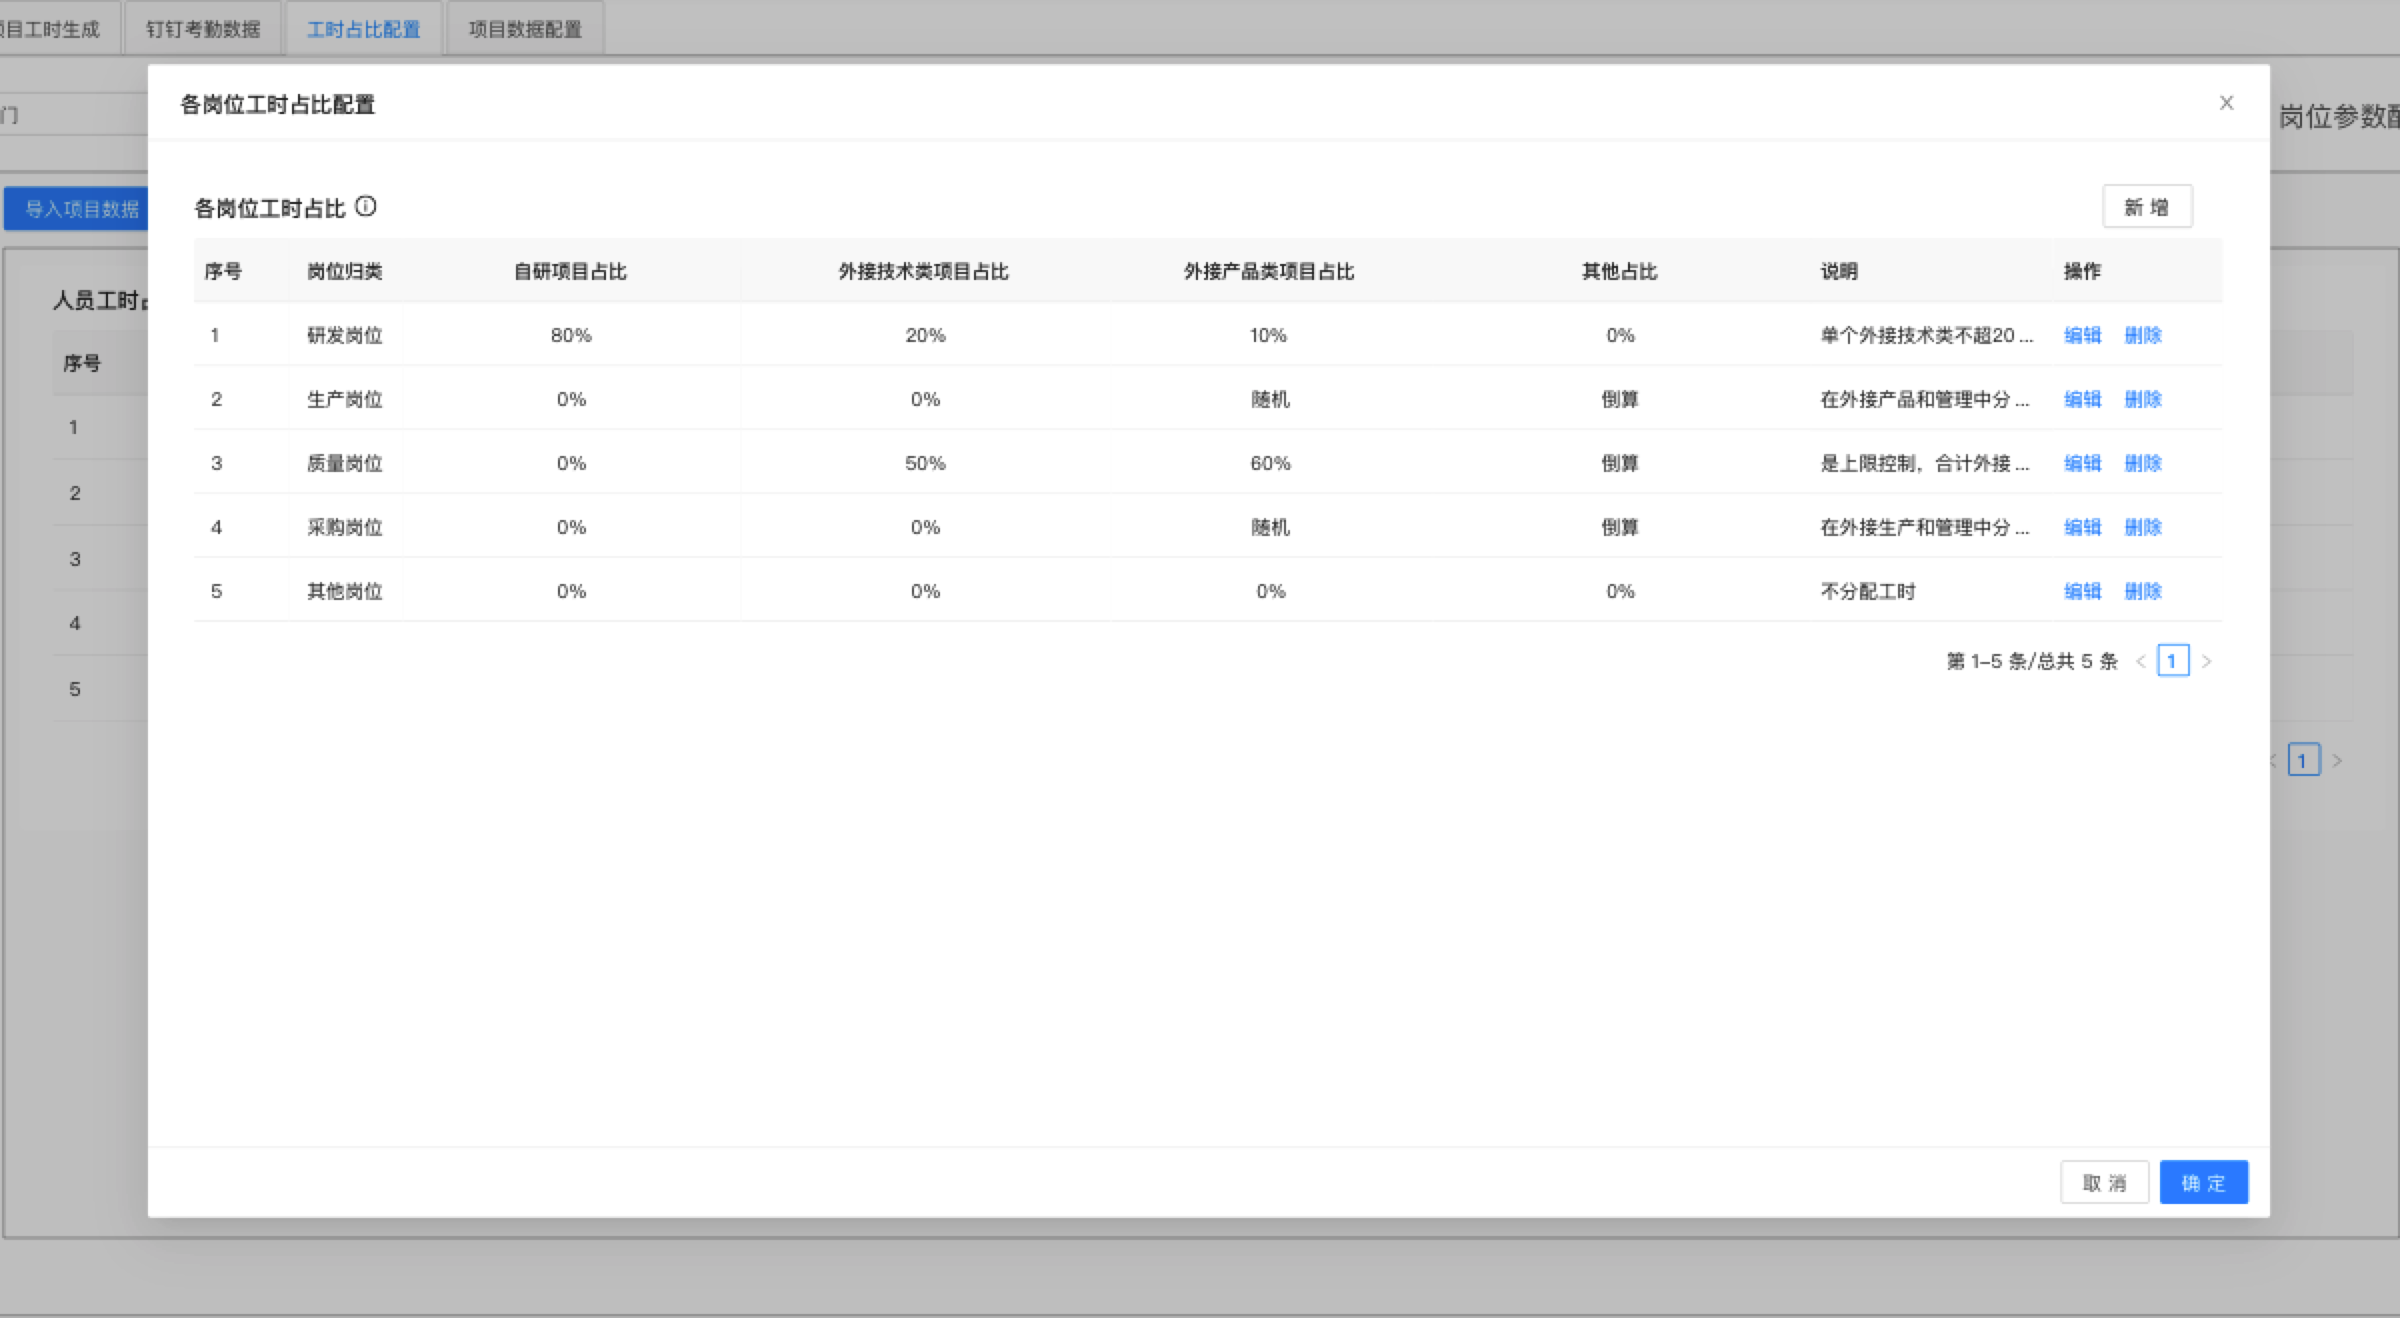 项目工时生成 钉钉考勤数据 工时占比配置 项目数据配置
各岗位工时占比配置
门
岗位参数
导入项目数据
各岗位工时占比
新 增
序号 岗位归类 自研项目占比 外接技术类项目占比 外接产品类项目占比 其他占比 说明 操作
1 研发岗位 80% 20% 10% 0% 单个外接技术类不超20 ... 编辑 删除
2 生产岗位 0% 0% 随机 倒算 在外接产品和管理中分 ... 编辑 删除
3 质量岗位 0% 50% 60% 倒算 是上限控制，合计外接 ... 编辑 删除
4 采购岗位 0% 0% 随机 倒算 在外接生产和管理中分 ... 编辑 删除
5 其他岗位 0% 0% 0% 0% 不分配工时 编辑 删除
第 1-5 条/总共 5 条 < 1 >
人员工时
序号
1
2
3
4
5
< 1 >
取 消 确 定